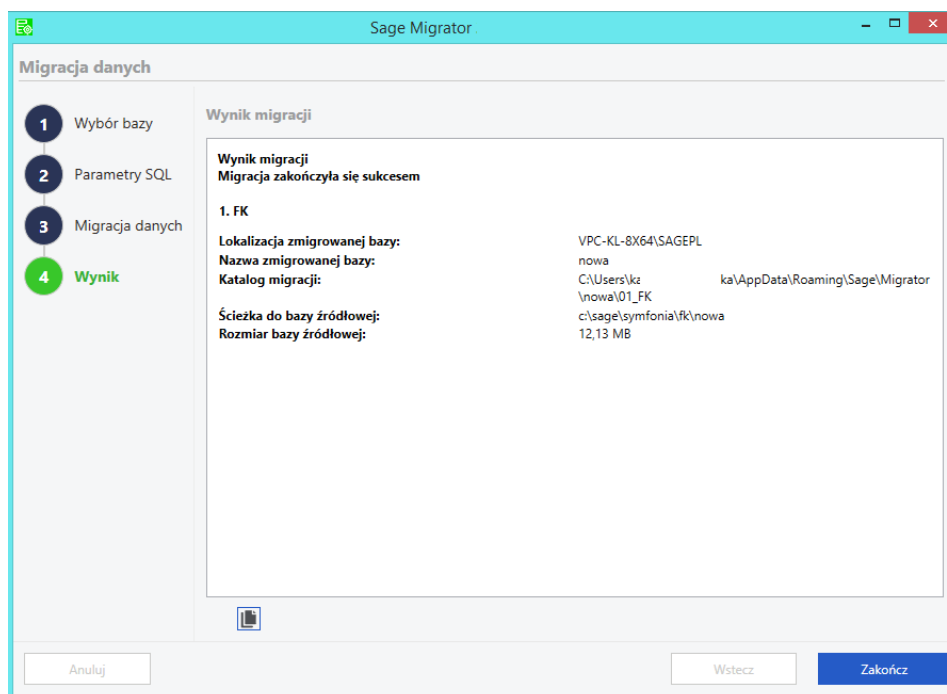 Sage Migrator
Migracja danych
1 Wybór bazy
2 Parametry SQL
3 Migracja danych
4 Wynik
Wynik migracji
Wynik migracji
Migracja zakończyła się sukcesem
1. FK
Lokalizacja zmigrowanej bazy: VPC-KL-8X64\SAGEPL
Nazwa zmigrowanej bazy: nowa
Katalog migracji: C:\Users\ka ka\AppData\Roaming\Sage\Migrator
\nowa\01_FK
Ścieżka do bazy źródłowej: c:\sage\symfonia\fk\nowa
Rozmiar bazy źródłowej: 12,13 MB
Anuluj
Wstecz
Zakończ